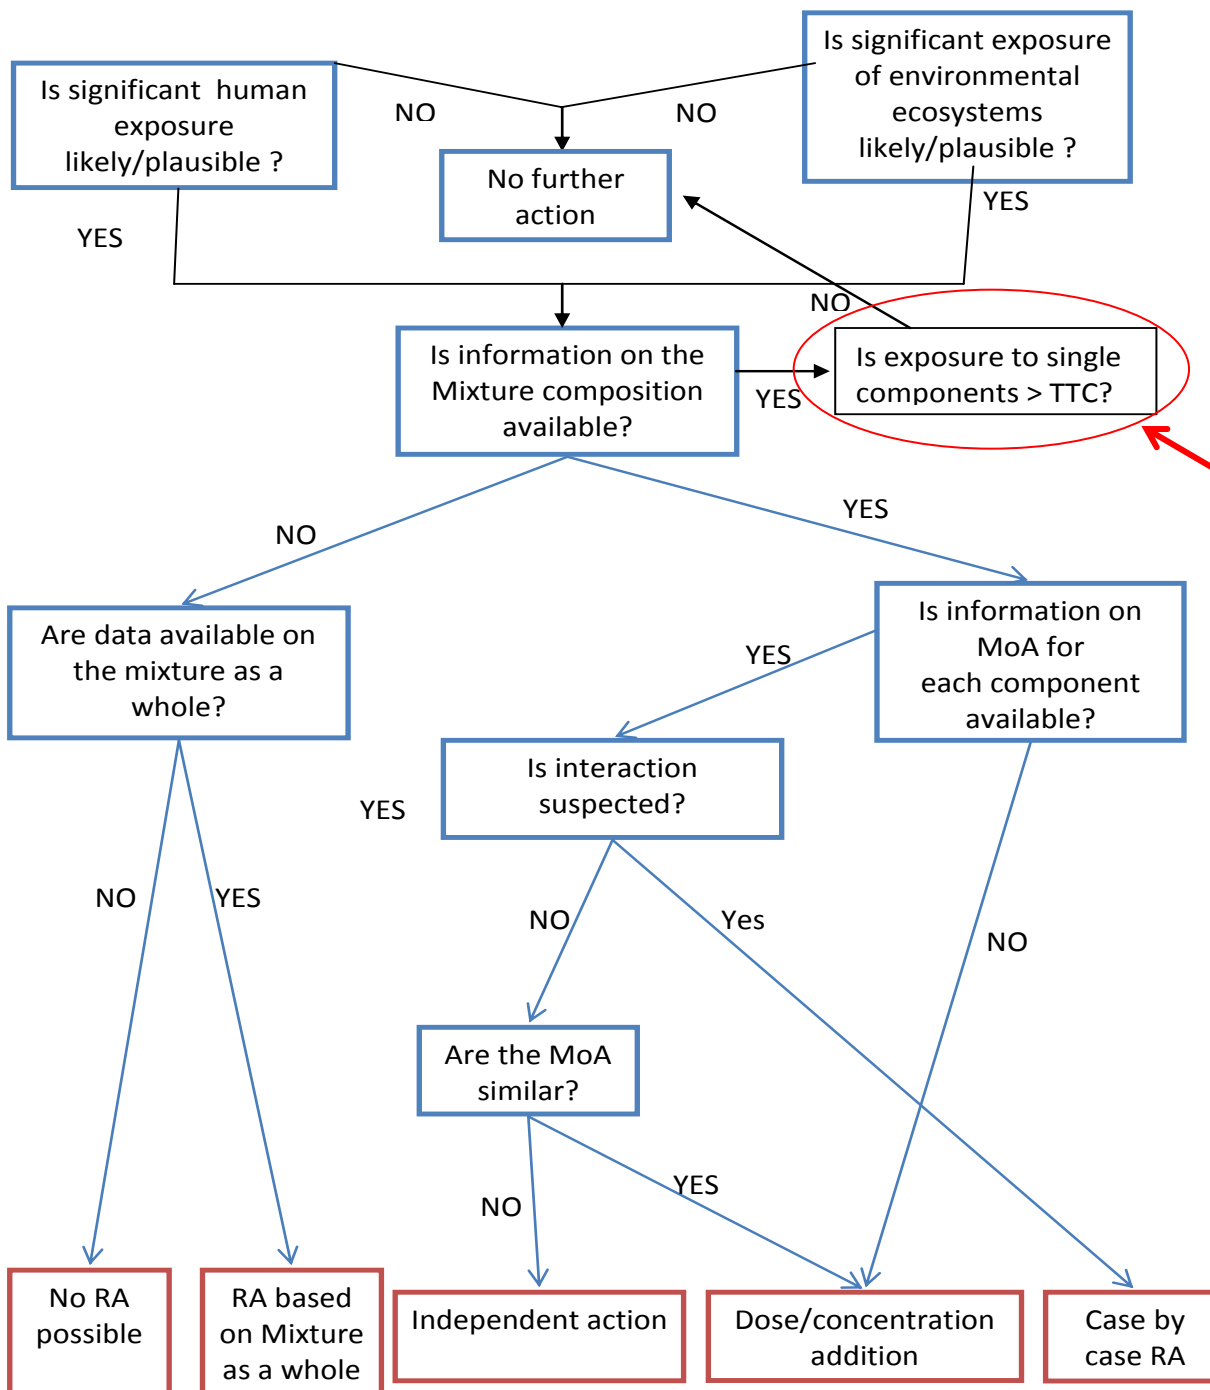 Is significant exposure
of environmental
ecosystems
likely/plausible ?
Is significant  human
exposure
likely/plausible ?
NO
NO
No further
action
YES
YES
NO
Is information on the
Mixture composition
available?
YES
Is exposure to single
components > TTC?
NO
YES
Are data available on
the mixture as a
whole?
Is information on
MoA for
each component
available?
YES
Is interaction
suspected?
YES
NO
YES
NO
Yes
NO
Are the MoA
similar?
NO
YES
No RA
possible
RA based
on Mixture
as a whole
Independent action
Dose/concentration
addition
Case by
case RA